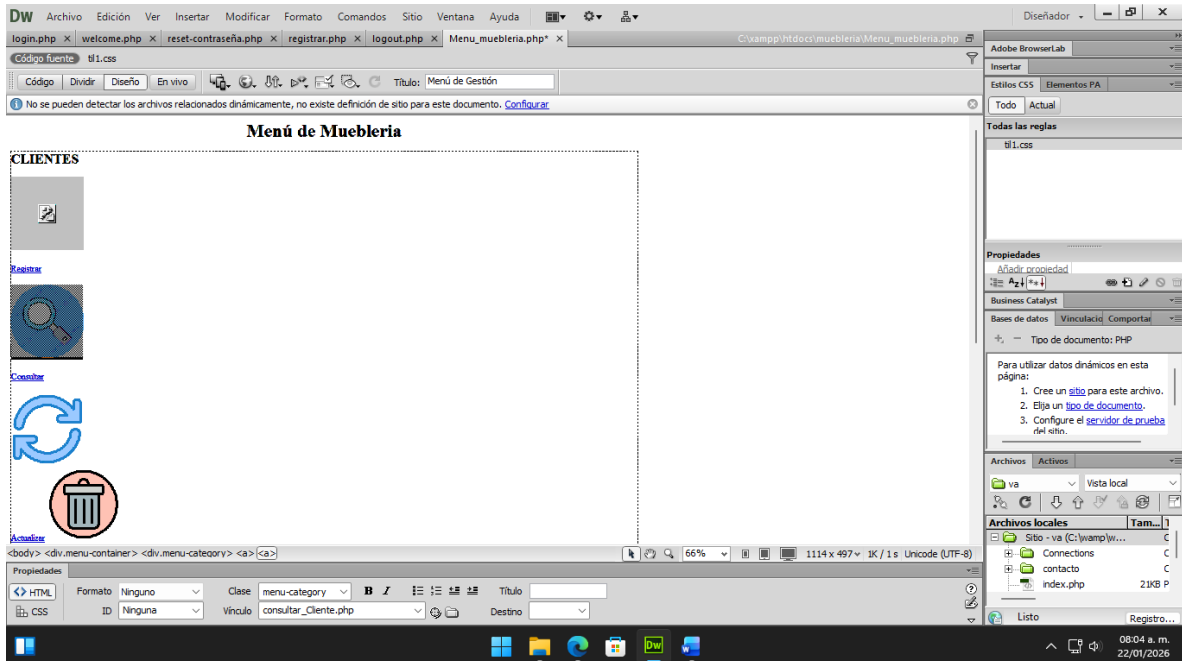 Dw Archivo Edición Ver Insertar Modificar Formato Comandos Sitio Ventana Ayuda Diseñador
login.php × welcome.php × reset-contraseña.php × registrar.php × logout.php × Menu_muebleria.php* × C:\xampp\htdocs\muebleria\Menu_muebleria.php
Código fuente til1.css
Código Dividir Diseño En vivo Título: Menú de Gestión
No se pueden detectar los archivos relacionados dinámicamente, no existe definición de sitio para este documento. Configurar
Menú de Muebleria
CLIENTES
Registrar
Consultar
Actualizar
<body> <div.menu-container> <div.menu-category> <a> <a> 66% 1114 x 497 1K / 1 s Unicode (UTF-8)
Propiedades
<> HTML Formato Ninguno Clase menu-category B I Título
CSS ID Ninguna Vínculo consultar_Cliente.php Destino
Adobe BrowserLab
Insertar
Estilos CSS Elementos PA
Todo Actual
Todas las reglas
til1.css
Propiedades
Añadir propiedad
Business Catalyst
Bases de datos Vinculacio Comportai
Tipo de documento: PHP
Para utilizar datos dinámicos en esta
página:
1. Cree un sitio para este archivo.
2. Elija un tipo de documento.
3. Configure el servidor de prueba
del sitio.
Archivos Activos
va Vista local
Archivos locales Tam...
Sitio - va (C:\wamp\w...
Connections
contacto
index.php 21KB P
Listo Registro...
08:04 a. m.
22/01/2026